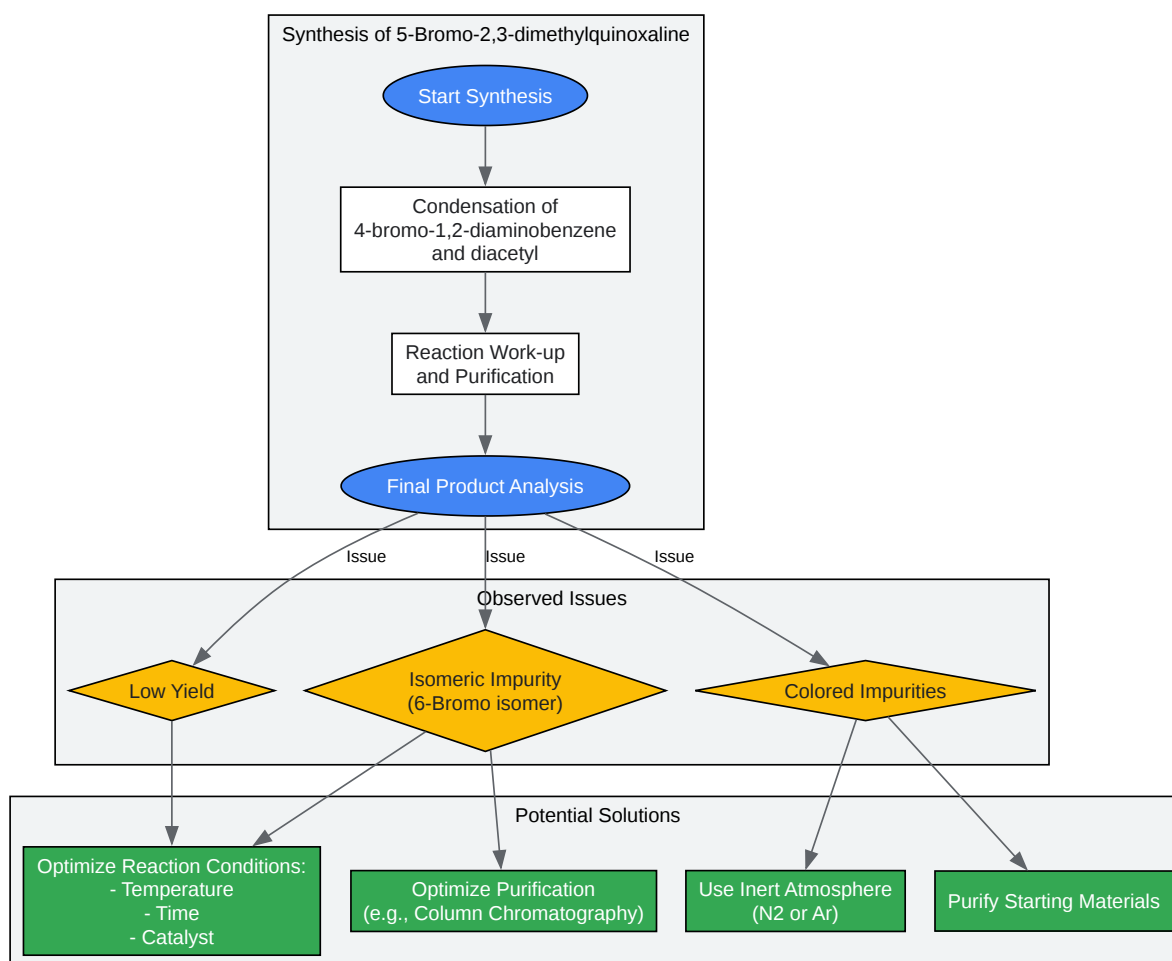 Synthesis of 5-Bromo-2,3-dimethylquinoxaline
Start Synthesis
Condensation of
4-bromo-1,2-diaminobenzene
and diacetyl
Reaction Work-up
and Purification
Final Product Analysis
Issue
Issue
Issue
Observed Issues
Low Yield
Isomeric Impurity
(6-Bromo isomer)
Colored Impurities
Potential Solutions
Optimize Reaction Conditions:
- Temperature
- Time
- Catalyst
Optimize Purification
(e.g., Column Chromatography)
Use Inert Atmosphere
(N2 or Ar)
Purify Starting Materials